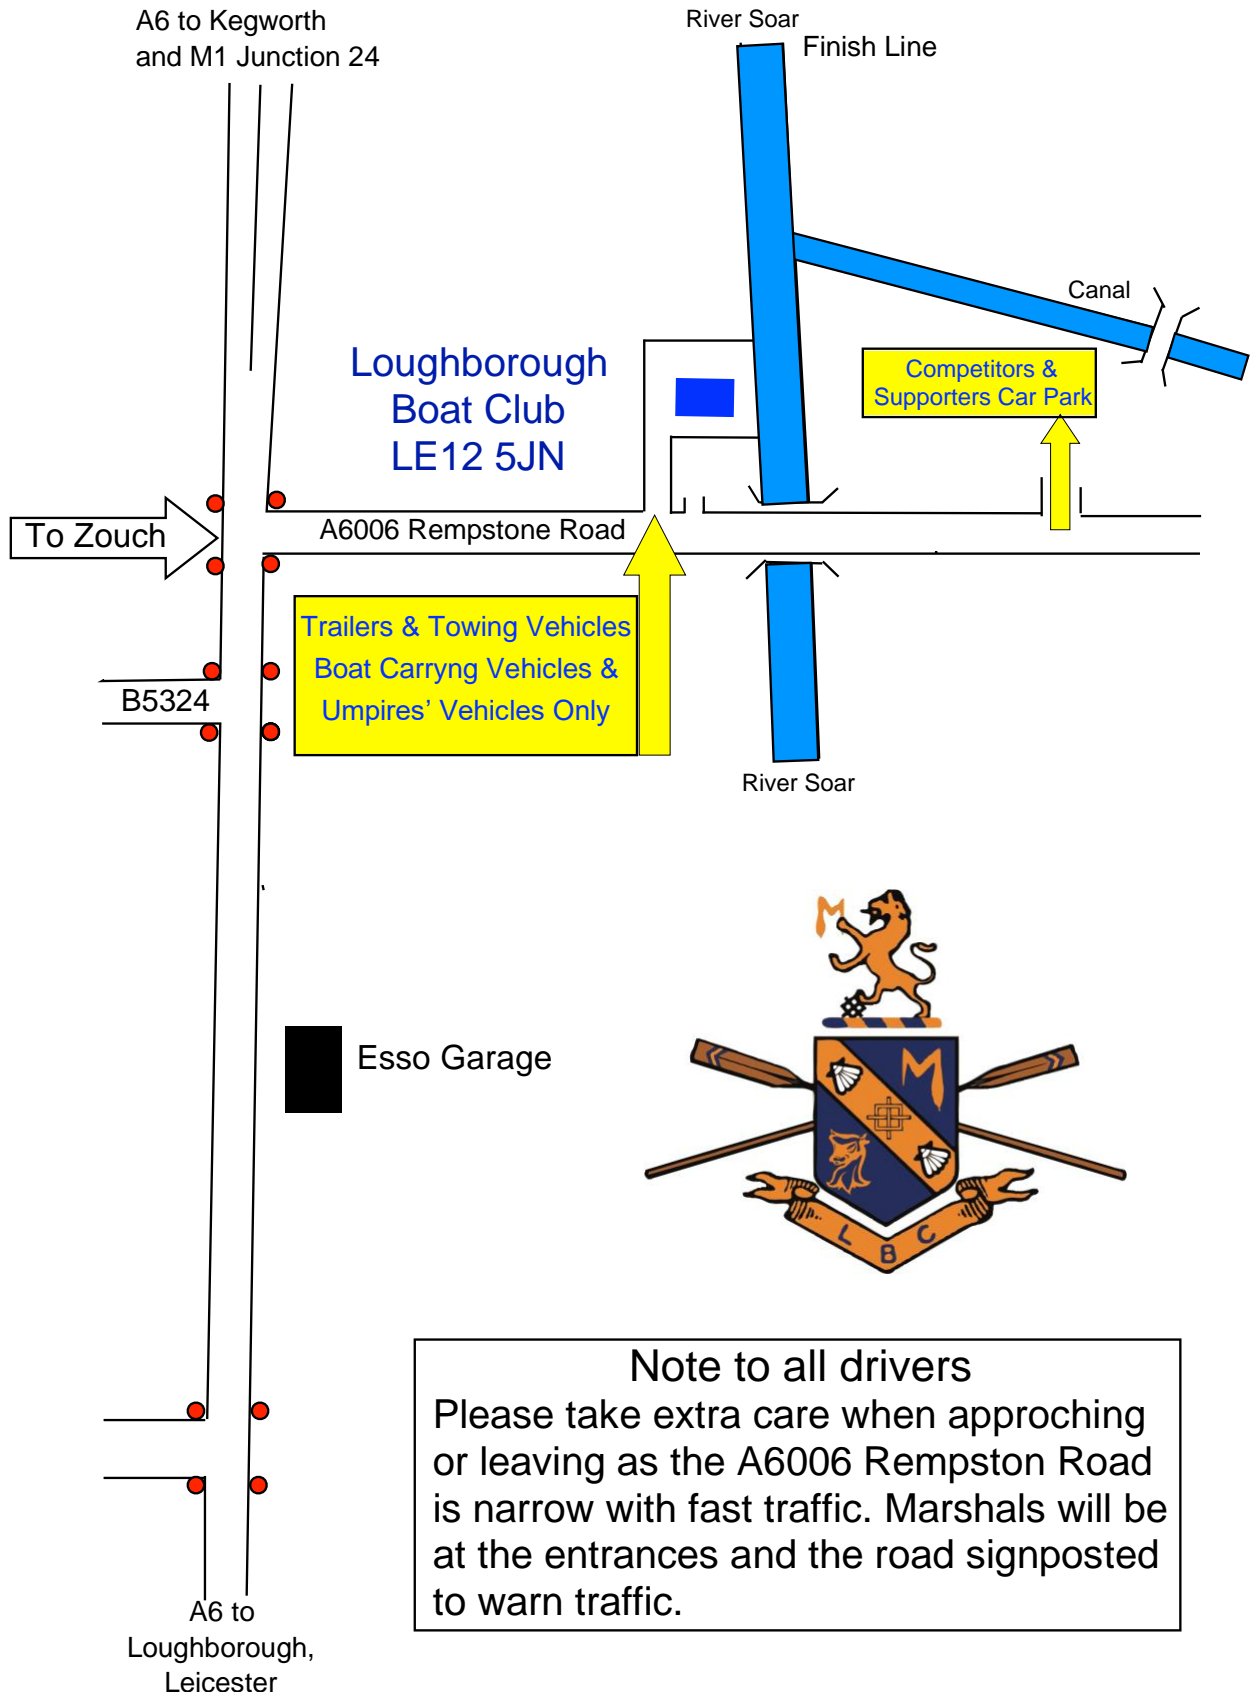 A6 to Kegworth
and M1 Junction 24
River Soar
Finish Line
Canal
Loughborough
Boat Club
LE12 5JN
Competitors &
Supporters Car Park
To Zouch
A6006 Rempstone Road
Trailers & Towing Vehicles
Boat Carryng Vehicles &
Umpires’ Vehicles Only
B5324
River Soar
M
Esso Garage
M
L B C
Note to all drivers
Please take extra care when approching
or leaving as the A6006 Rempston Road
is narrow with fast traffic. Marshals will be
at the entrances and the road signposted
to warn traffic.
A6 to
Loughborough,
Leicester